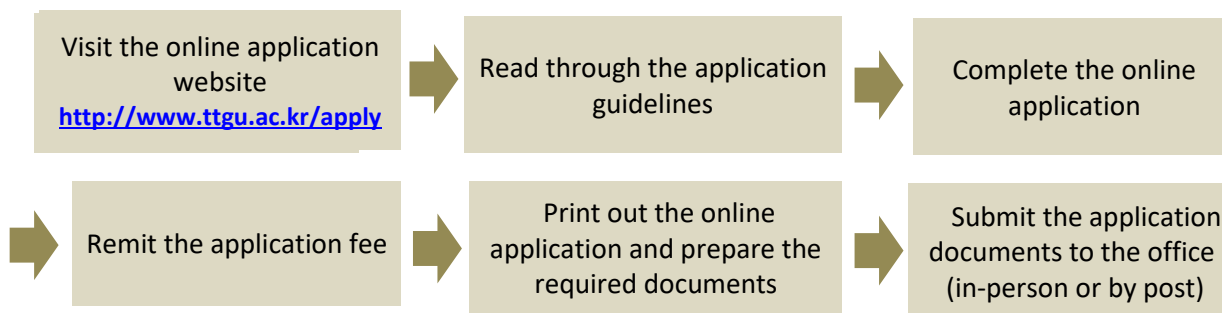 Visit the online application
website
http://www.ttgu.ac.kr/apply
Read through the application
guidelines
Complete the online
application
Remit the application fee
Print out the online
application and prepare the
required documents
Submit the application
documents to the office
(in-person or by post)